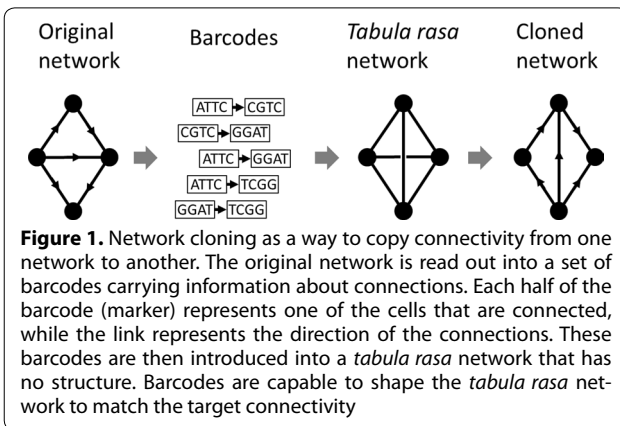 Original network
Barcodes
Tabula rasa network
Cloned network
ATTC CGTC
CGTC GGAT
ATTC GGAT
ATTC TCGG
GGAT TCGG
Figure 1. Network cloning as a way to copy connectivity from one
network to another. The original network is read out into a set of
barcodes carrying information about connections. Each half of the
barcode (marker) represents one of the cells that are connected,
while the link represents the direction of the connections. These
barcodes are then introduced into a tabula rasa network that has
no structure. Barcodes are capable to shape the tabula rasa net-
work to match the target connectivity